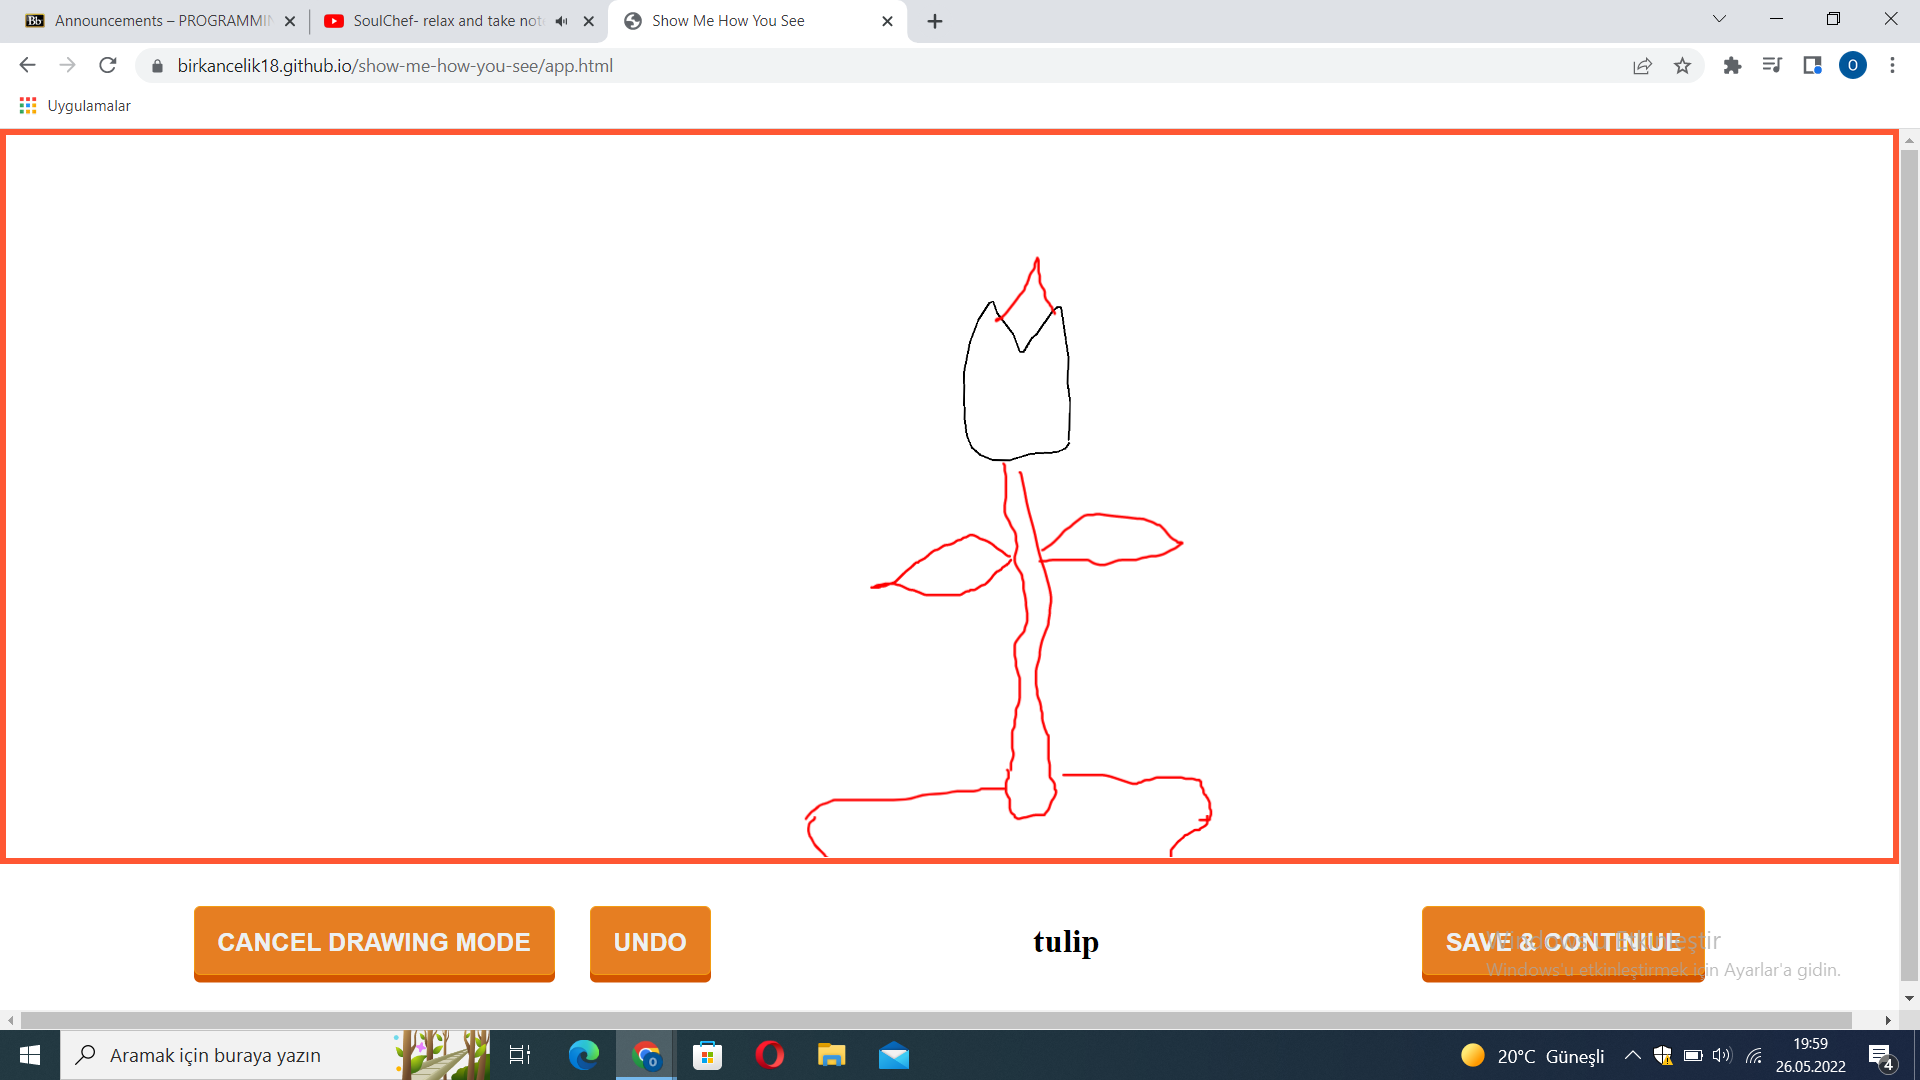 Bb Announcements – PROGRAMMIN
SoulChef- relax and take not
Show Me How You See
birkancelik18.github.io/show-me-how-you-see/app.html
O
Uygulamalar
CANCEL DRAWING MODE
UNDO
tulip
SAVE & CONTINUE
Windows'u Etkinleştir
Windows'u etkinleştirmek için Ayarlar'a gidin.
Aramak için buraya yazın
20°C Güneşli
19:59
26.05.2022
4